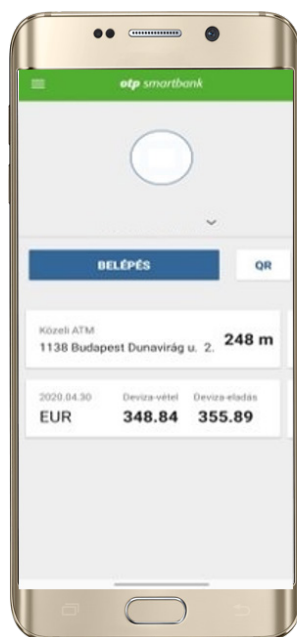 otp smartbank
BELÉPÉS QR
Közeli ATM
1138 Budapest Dunavirág u. 2. 248 m
2020.04.30 Deviza-vétel Deviza-eladás
EUR 348.84 355.89